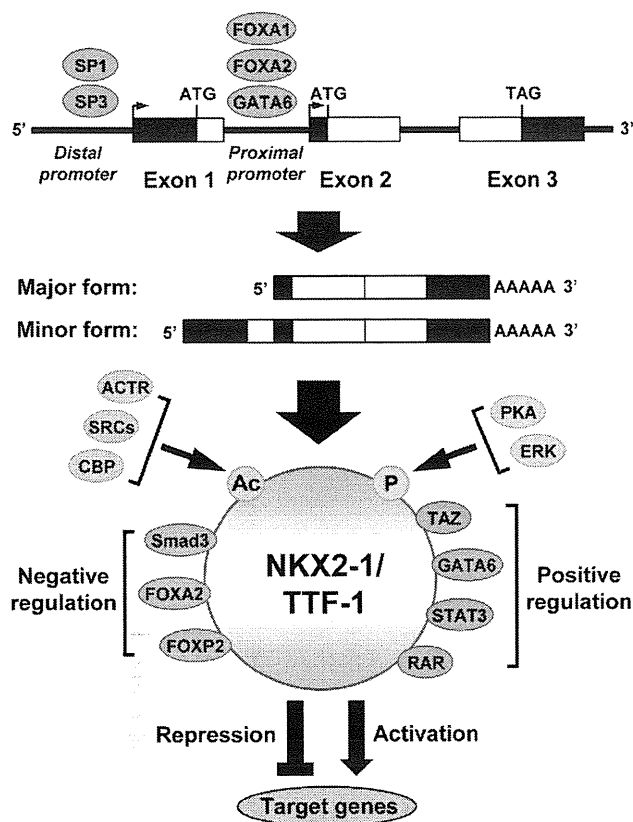 FOXA1
SP1
FOXA2
SP3
ATG
GATA6
ATG
TAG
5'
3'
Distal
promoter
Exon 1
Proximal
promoter
Exon 2
Exon 3
Major form:
5'
AAAAA 3'
Minor form:
5'
AAAAA 3'
ACTR
SRCs
CBP
PKA
ERK
Ac
P
Negative
regulation
Smad3
FOXA2
FOXP2
NKX2-1/
TTF-1
TAZ
GATA6
STAT3
RAR
Positive
regulation
Repression
Activation
Target genes